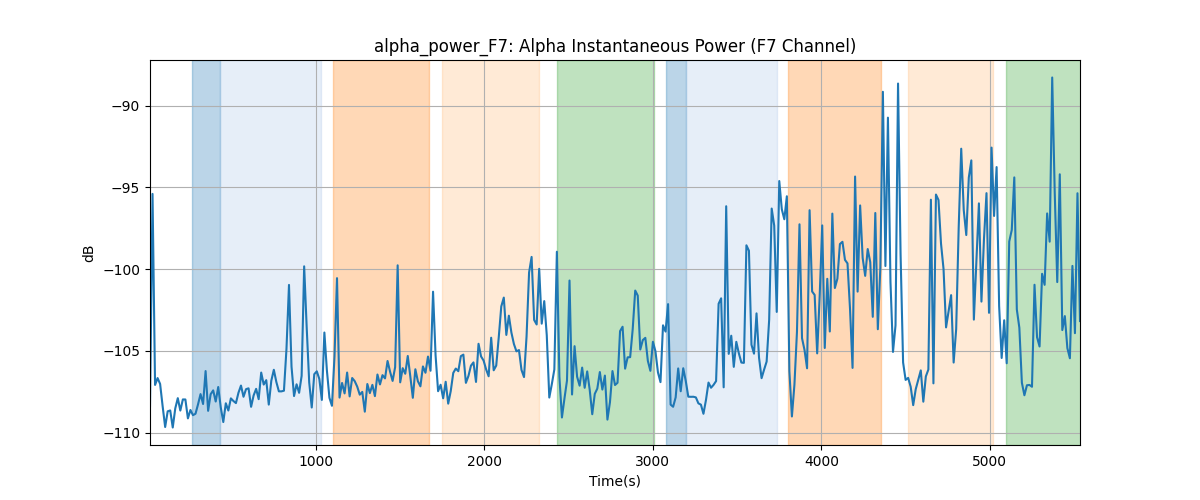 alpha_power_F7: Alpha Instantaneous Power (F7 Channel)
−90
−95
−100
−105
−110
dB
1000 2000 3000 4000 5000
Time(s)